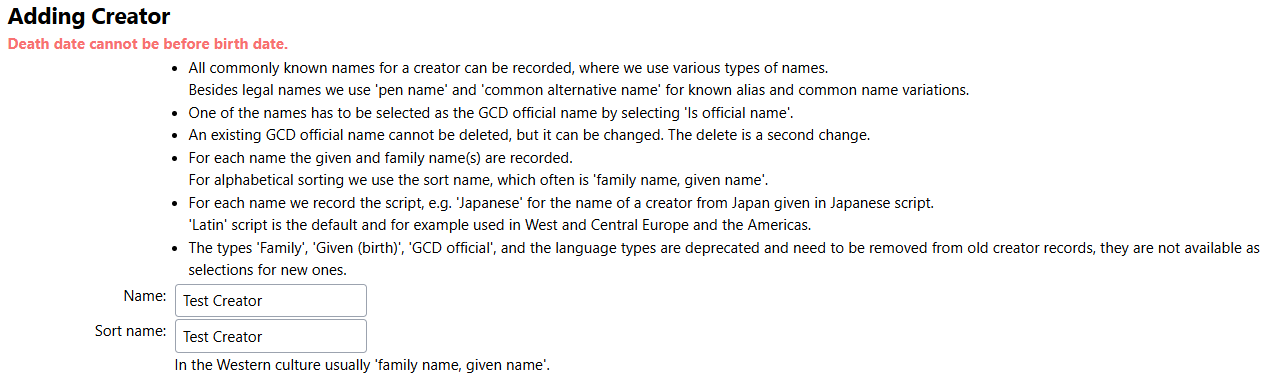 Adding Creator
Death date cannot be before birth date.
• All commonly known names for a creator can be recorded, where we use various types of names.
Besides legal names we use 'pen name' and 'common alternative name' for known alias and common name variations.
• One of the names has to be selected as the GCD official name by selecting 'Is official name'.
• An existing GCD official name cannot be deleted, but it can be changed. The delete is a second change.
• For each name the given and family name(s) are recorded.
For alphabetical sorting we use the sort name, which often is 'family name, given name'.
• For each name we record the script, e.g. 'Japanese' for the name of a creator from Japan given in Japanese script.
'Latin' script is the default and for example used in West and Central Europe and the Americas.
• The types 'Family', 'Given (birth)', 'GCD official', and the language types are deprecated and need to be removed from old creator records, they are not available as
selections for new ones.
Name: Test Creator
Sort name: Test Creator
In the Western culture usually 'family name, given name'.